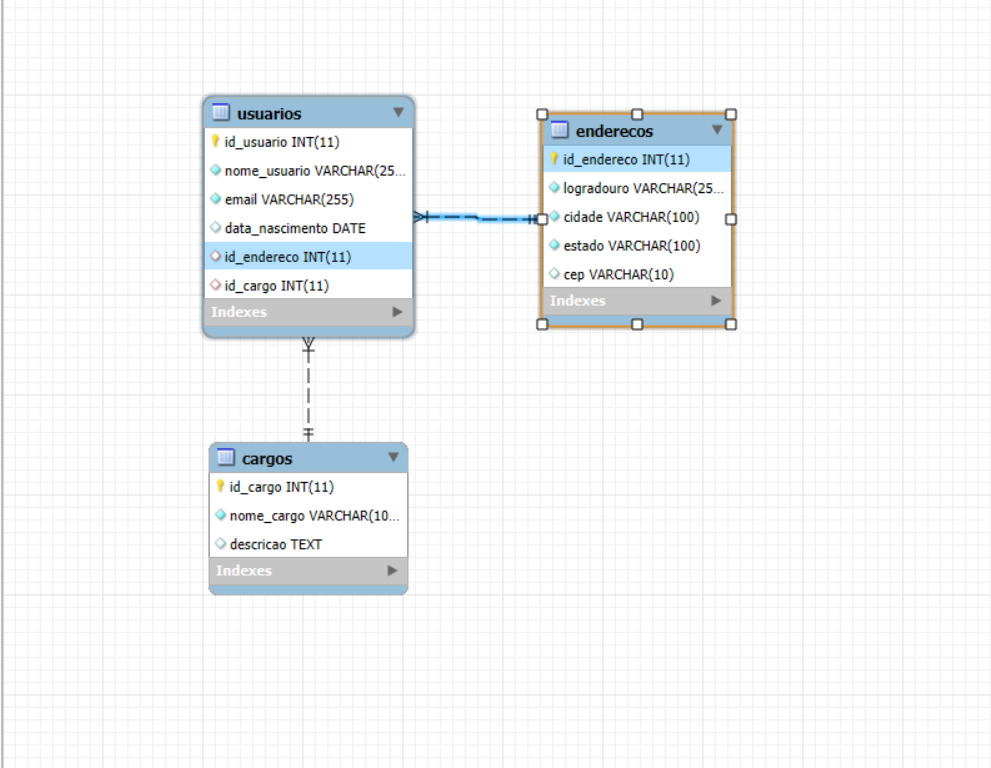 usuarios
id_usuario INT(11)
nome_usuario VARCHAR(25...
email VARCHAR(255)
data_nascimento DATE
id_endereco INT(11)
id_cargo INT(11)
Indexes
enderecos
id_endereco INT(11)
logradouro VARCHAR(25...
cidade VARCHAR(100)
estado VARCHAR(100)
cep VARCHAR(10)
Indexes
cargos
id_cargo INT(11)
nome_cargo VARCHAR(10...
descricao TEXT
Indexes